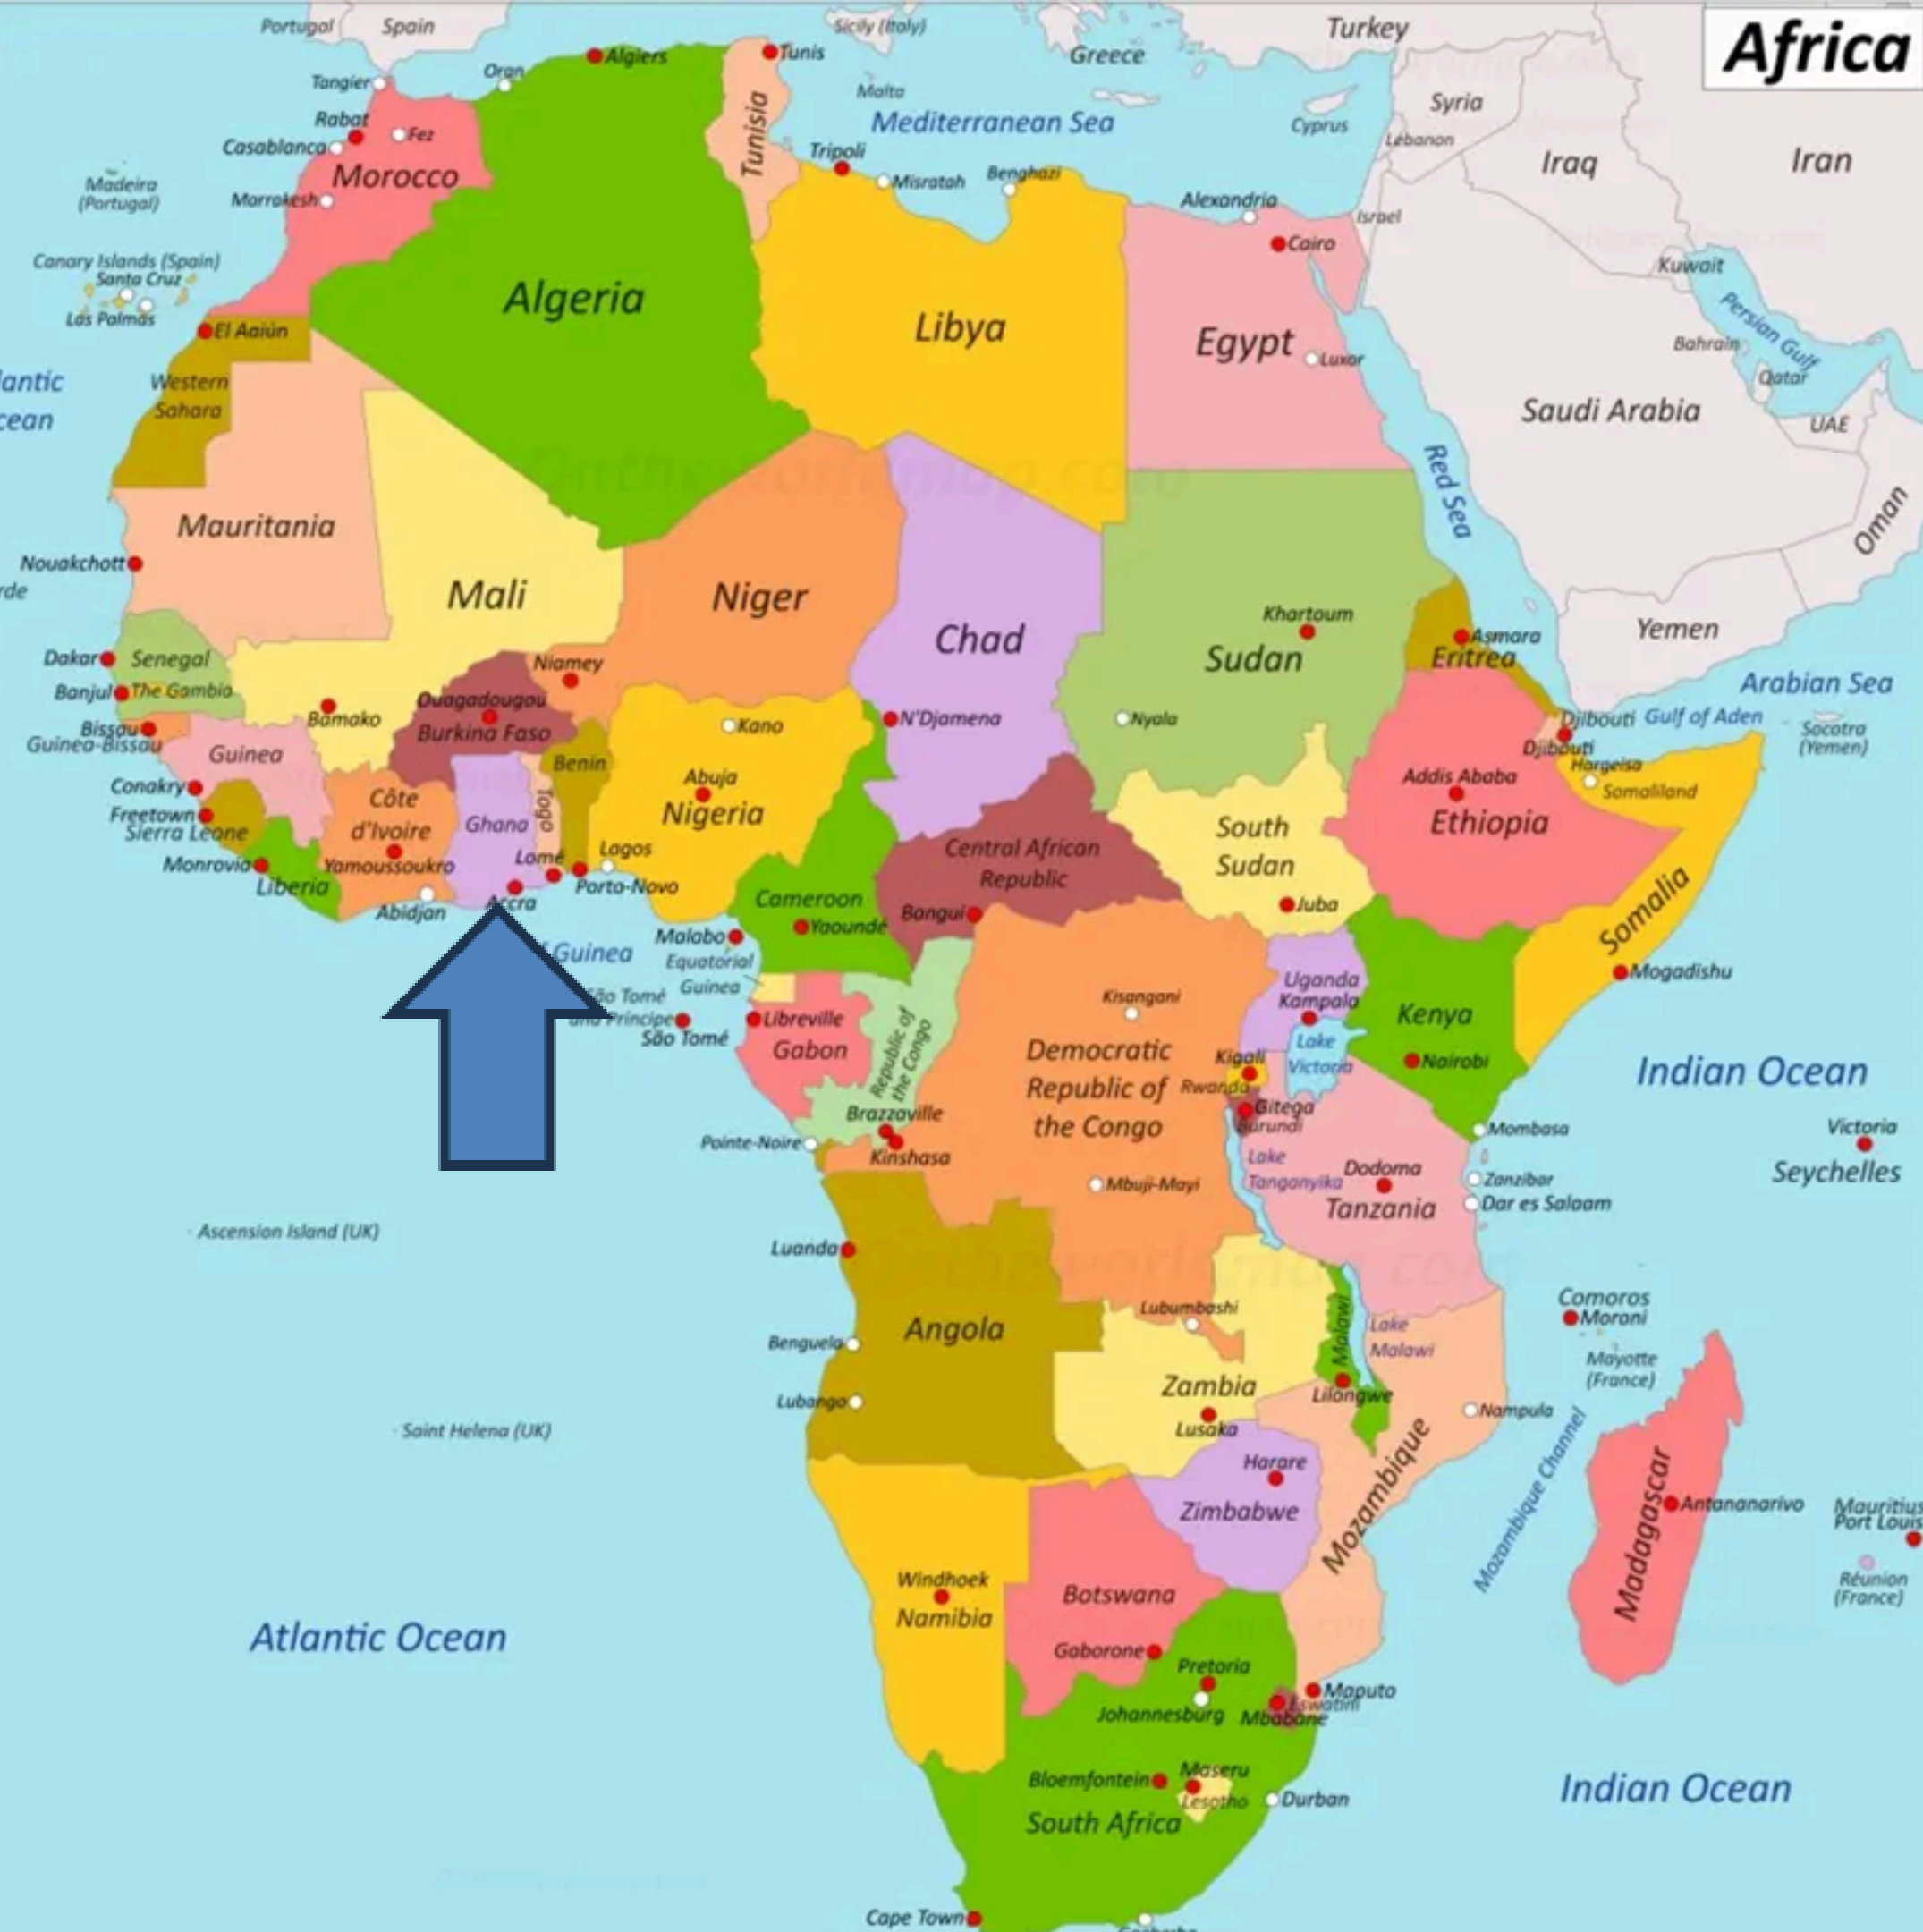 Africa
Portugal
Spain
Sicily (Italy)
Greece
Turkey
Tangier
Oran
Algiers
Tunis
Malta
Mediterranean Sea
Cyprus
Syria
Lebanon
Iraq
Iran
Rabat
Fez
Casablanca
Morocco
Marrakesh
Madeira
(Portugal)
Tunisia
Tripoli
Misratah
Benghazi
Alexandria
Israel
Cairo
Kuwait
Canary Islands (Spain)
Santa Cruz
Las Palmas
El Aaiún
Algeria
Libya
Egypt
Luxor
Persian Gulf
Bahrain
Qatar
UAE
Saudi Arabia
Oman
Red Sea
lantic
cean
Western
Sahara
Ontheworldmap.com
Mauritania
Nouakchott
rde
Mali
Niger
Chad
Khartoum
Sudan
Asmara
Eritrea
Yemen
Arabian Sea
Dakar
Senegal
Banjul
The Gambia
Bissau
Guinea-Bissau
Bamako
Niamey
Ouagadougou
Burkina Faso
Guinea
Benin
Kano
N'Djamena
Nyala
Djibouti
Gulf of Aden
Socotra
(Yemen)
Djibouti
Hargeisa
Somaliland
Conakry
Freetown
Sierra Leone
Monrovia
Liberia
Côte
d'Ivoire
Yamoussoukro
Abidjan
Ghana
Togo
Lomé
Accra
Abuja
Nigeria
Lagos
Porto-Novo
Central African
Republic
Bangui
South
Sudan
Juba
Addis Ababa
Ethiopia
Somalia
Mogadishu
Cameroon
Yaoundé
Guinea
Malabo
Equatorial
Guinea
São Tomé
and Príncipe
São Tomé
Libreville
Gabon
Republic of
the Congo
Brazzaville
Kisangani
Democratic
Republic of
the Congo
Uganda
Kampala
Lake
Victoria
Kenya
Nairobi
Kigali
Rwanda
Gitega
Burundi
Indian Ocean
Mombasa
Victoria
Seychelles
Pointe-Noire
Kinshasa
Mbuji-Mayi
Lake
Tanganyika
Dodoma
Tanzania
Zanzibar
Dar es Salaam
Ascension Island (UK)
Luanda
Ontheworldmap.com
Angola
Benguela
Lubango
Lubumbashi
Malawi
Lake
Malawi
Comoros
Moroni
Mayotte
(France)
Zambia
Lusaka
Lilongwe
Nampula
Saint Helena (UK)
Harare
Zimbabwe
Mozambique
Mozambique Channel
Madagascar
Antananarivo
Mauritius
Port Louis
Réunion
(France)
Windhoek
Namibia
Botswana
Gaborone
Pretoria
Johannesburg
Maputo
Eswatini
Mbabane
Atlantic Ocean
Bloemfontein
Maseru
Lesotho
Durban
South Africa
Indian Ocean
Cape Town